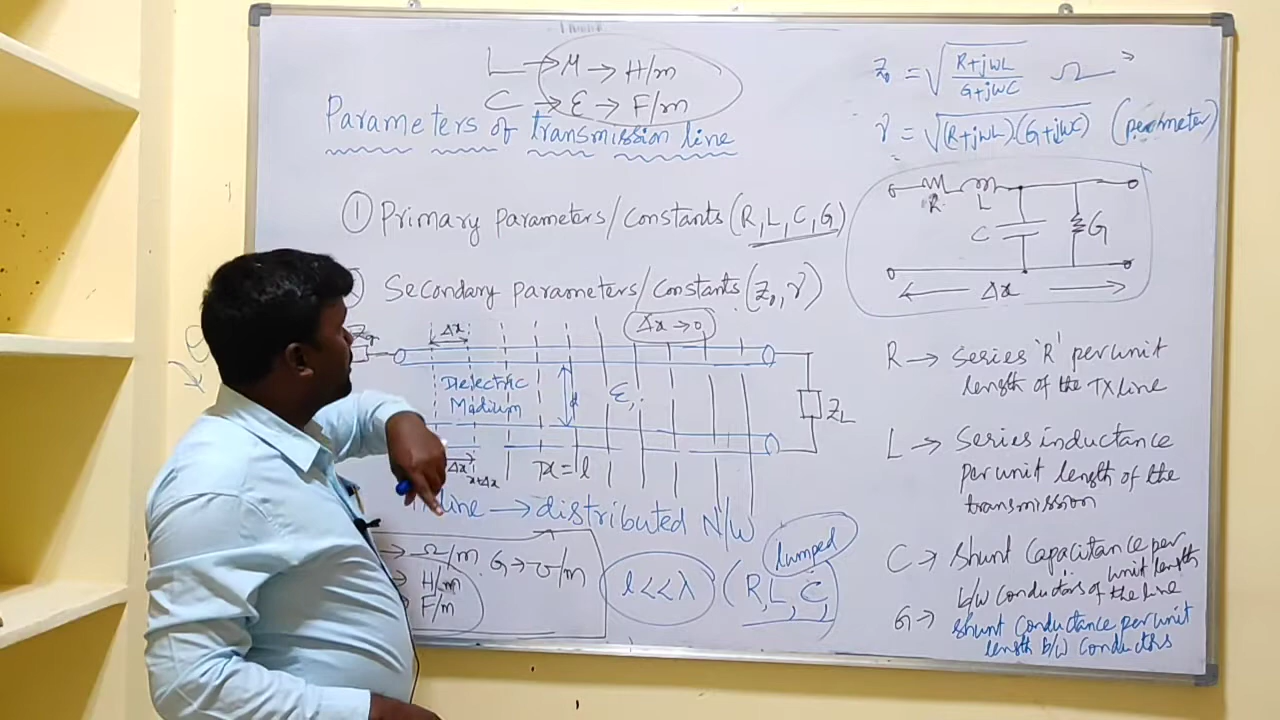 L → μ → H/m
C → ε → F/m
Parameters of transmission line
① Primary parameters/constants (R, L, C, G)
Secondary parameters/constants (Z₀, γ)
Δx → 0
Δx
Dielectric
Medium
d
ε,
Z_L
Δx
x+Δx
x = l
line → distributed N/W
→ Ω/m. G → ℧/m
H/m
F/m
l << λ
(R, L, C,
lumped
Z₀ = √((R+jωL)/(G+jωC)) Ω →
γ = √((R+jωL)(G+jωC))
R
L
C
G
← Δx →
R → series 'R' per unit
length of the TX line
L → Series inductance
per unit length of the
transmission
C → Shunt Capacitance per
unit length
b/w conductors of the line
G → Shunt conductance per unit
length b/w conductors